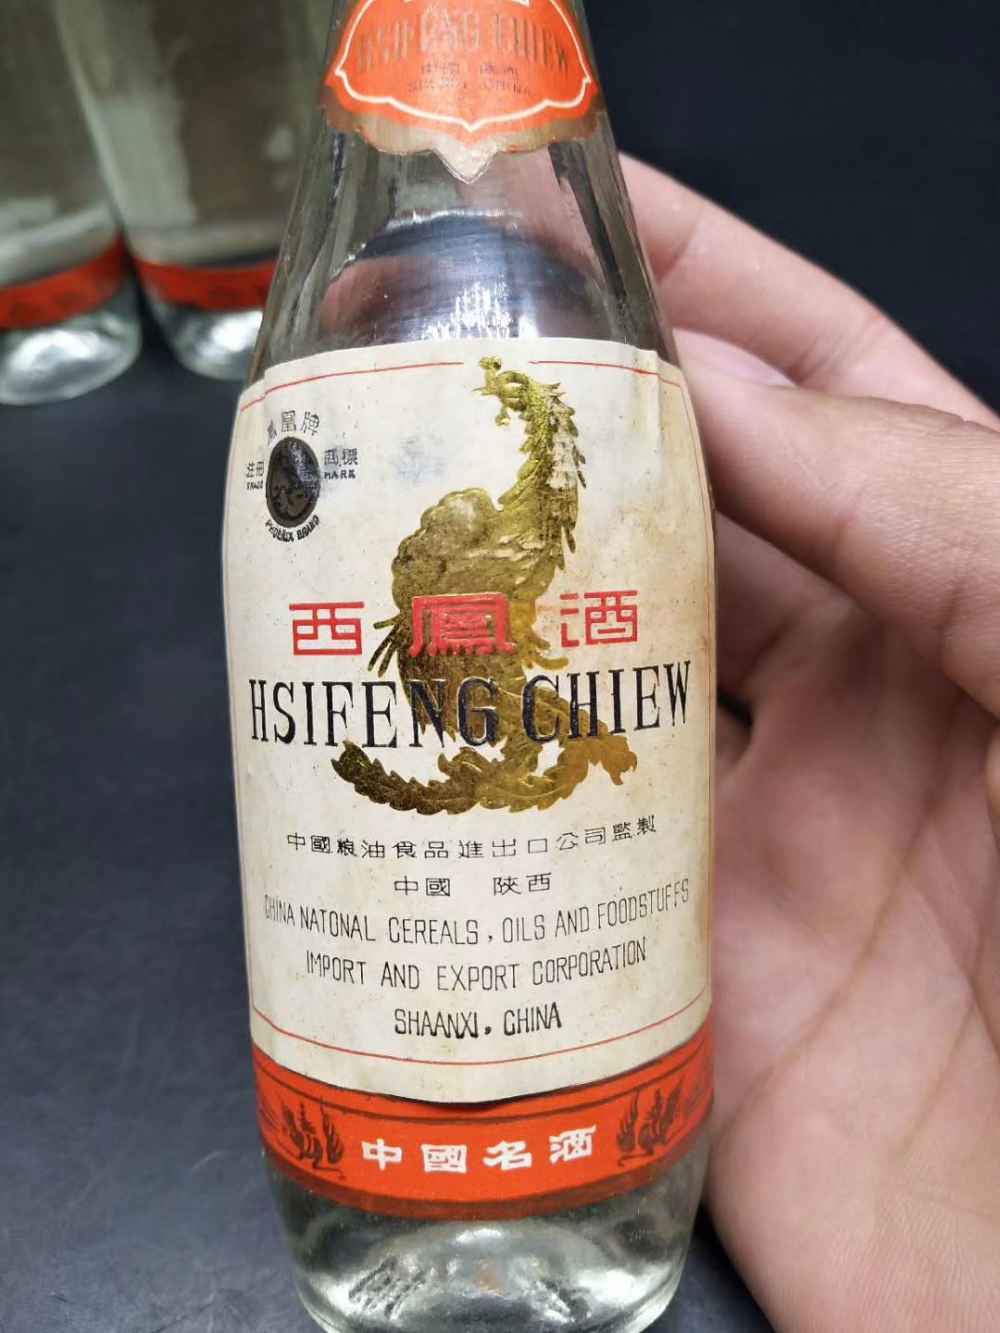 HSIFENG CHIEW
鳳凰牌
注冊 商標
TRADE MARK
PHOENIX BRAND
西鳳酒
HSIFENG CHIEW
中國粮油食品進出口公司監製
中國 陝西
CHINA NATONAL CEREALS, OILS AND FOODSTUFFS
IMPORT AND EXPORT CORPORATION
SHAANXI, CHINA
中國名酒